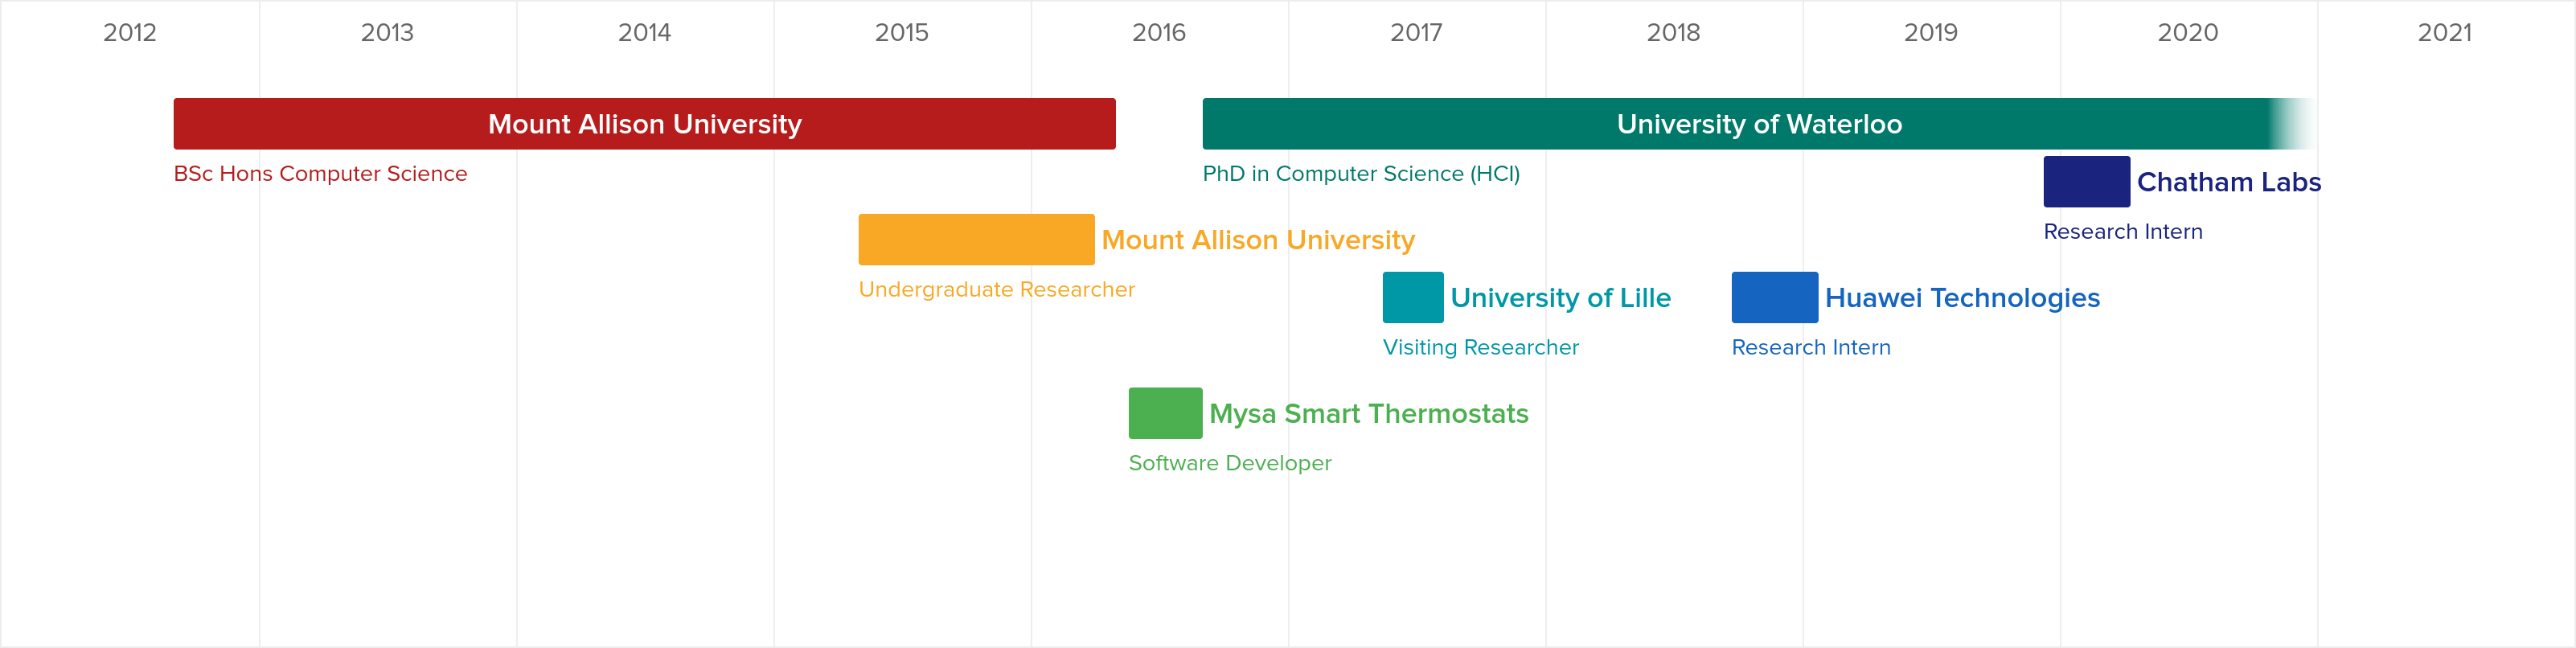 2012 2013 2014 2015 2016 2017 2018 2019 2020 2021
Mount Allison University
BSc Hons Computer Science
University of Waterloo
PhD in Computer Science (HCI)
Chatham Labs
Research Intern
Mount Allison University
Undergraduate Researcher
University of Lille
Visiting Researcher
Huawei Technologies
Research Intern
Mysa Smart Thermostats
Software Developer